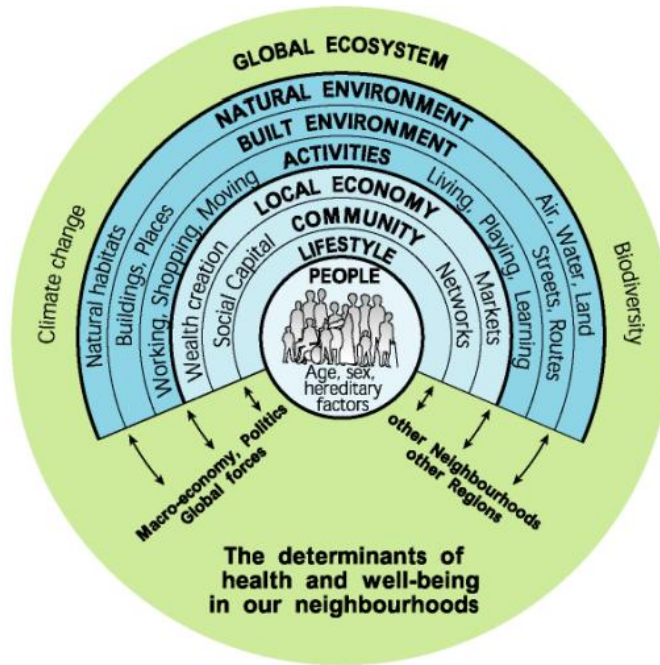 GLOBAL ECOSYSTEM
NATURAL ENVIRONMENT
BUILT ENVIRONMENT
ACTIVITIES
LOCAL ECONOMY
COMMUNITY
LIFESTYLE
PEOPLE
Age, sex,
hereditary
factors
Climate change
Natural habitats
Buildings, Places
Working, Shopping, Moving
Wealth creation
Social Capital
Networks
Markets
Living, Playing, Learning
Streets, Routes
Air, Water, Land
Biodiversity
Macro-economy, Politics
Global forces
other Neighbourhoods
other Regions
The determinants of
health and well-being
in our neighbourhoods